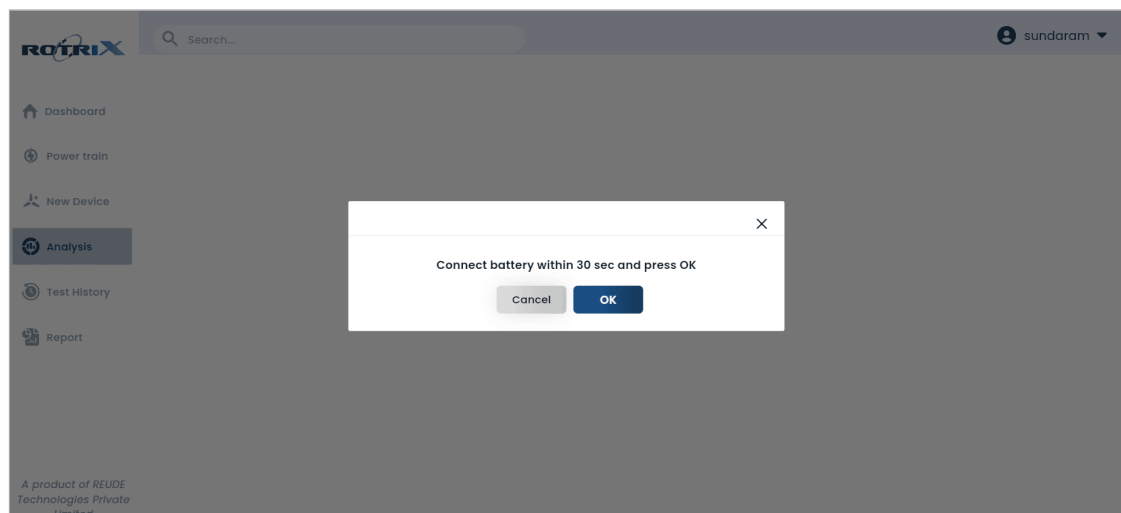 ROTRIX
Search...
sundaram
Dashboard
Power train
New Device
Analysis
Test History
Report
Connect battery within 30 sec and press OK
Cancel
OK
A product of REUDE
Technologies Private
Limited